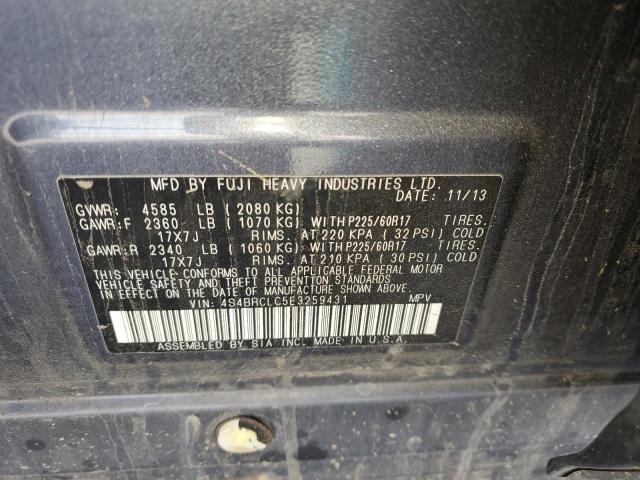 MFD BY FUJI HEAVY INDUSTRIES LTD.
DATE: 11/13
GVWR: 4585 LB (2080 KG)
GAWR:F 2360 LB (1070 KG) WITH P225/60R17 TIRES.
17X7J RIMS. AT 220 KPA (32 PSI) COLD
GAWR:R 2340 LB (1060 KG) WITH P225/60R17 TIRES.
17X7J RIMS. AT 210 KPA (30 PSI) COLD
THIS VEHICLE CONFORMS TO ALL APPLICABLE FEDERAL MOTOR
VEHICLE SAFETY AND THEFT PREVENTION STANDARDS
IN EFFECT ON THE DATE OF MANUFACTURE SHOWN ABOVE.
VIN: 4S4BRCLC5E3259431 MPV
ASSEMBLED BY SIA INC. MADE IN U.S.A.